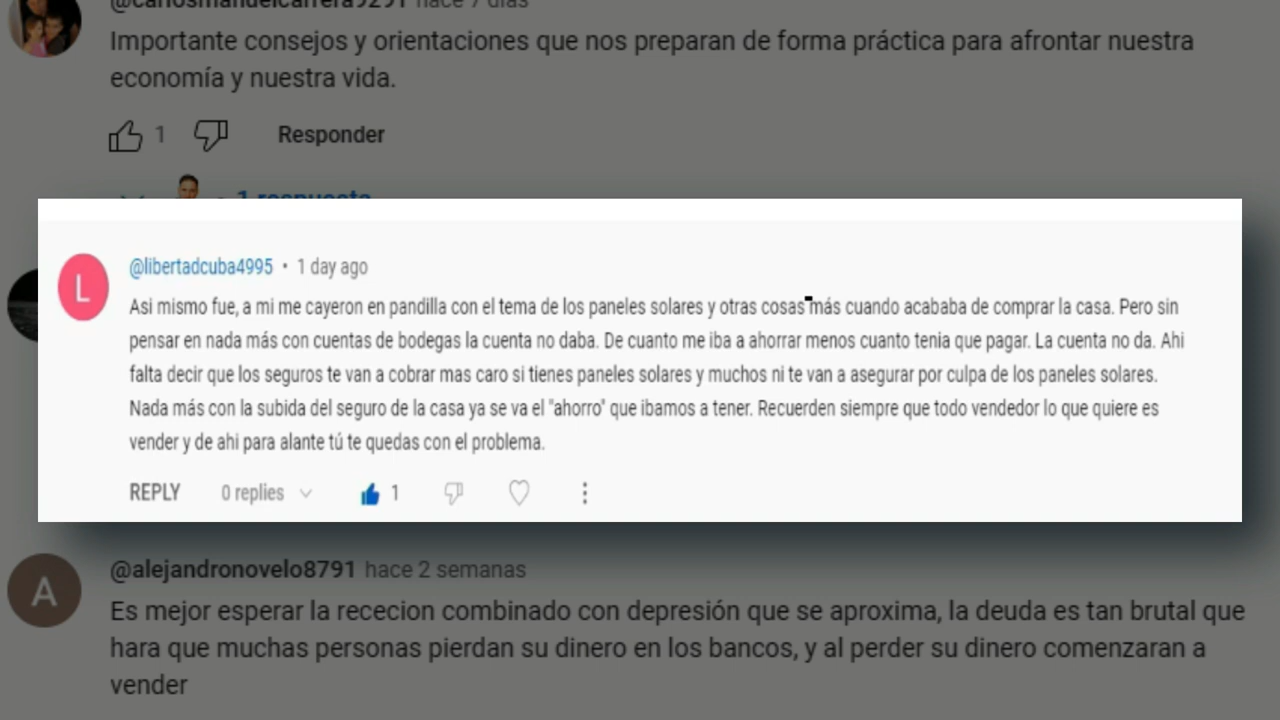 @carlosmanuelcarrera9291 hace 7 días
Importante consejos y orientaciones que nos preparan de forma práctica para afrontar nuestra
economía y nuestra vida.
1 Responder
1 respuesta
L
@libertadcuba4995 • 1 day ago
Asi mismo fue, a mi me cayeron en pandilla con el tema de los paneles solares y otras cosas más cuando acababa de comprar la casa. Pero sin
pensar en nada más con cuentas de bodegas la cuenta no daba. De cuanto me iba a ahorrar menos cuanto tenia que pagar. La cuenta no da. Ahi
falta decir que los seguros te van a cobrar mas caro si tienes paneles solares y muchos ni te van a asegurar por culpa de los paneles solares.
Nada más con la subida del seguro de la casa ya se va el "ahorro" que ibamos a tener. Recuerden siempre que todo vendedor lo que quiere es
vender y de ahi para alante tú te quedas con el problema.
REPLY 0 replies 1
A
@alejandronovelo8791 hace 2 semanas
Es mejor esperar la rececion combinado con depresión que se aproxima, la deuda es tan brutal que
hara que muchas personas pierdan su dinero en los bancos, y al perder su dinero comenzaran a
vender